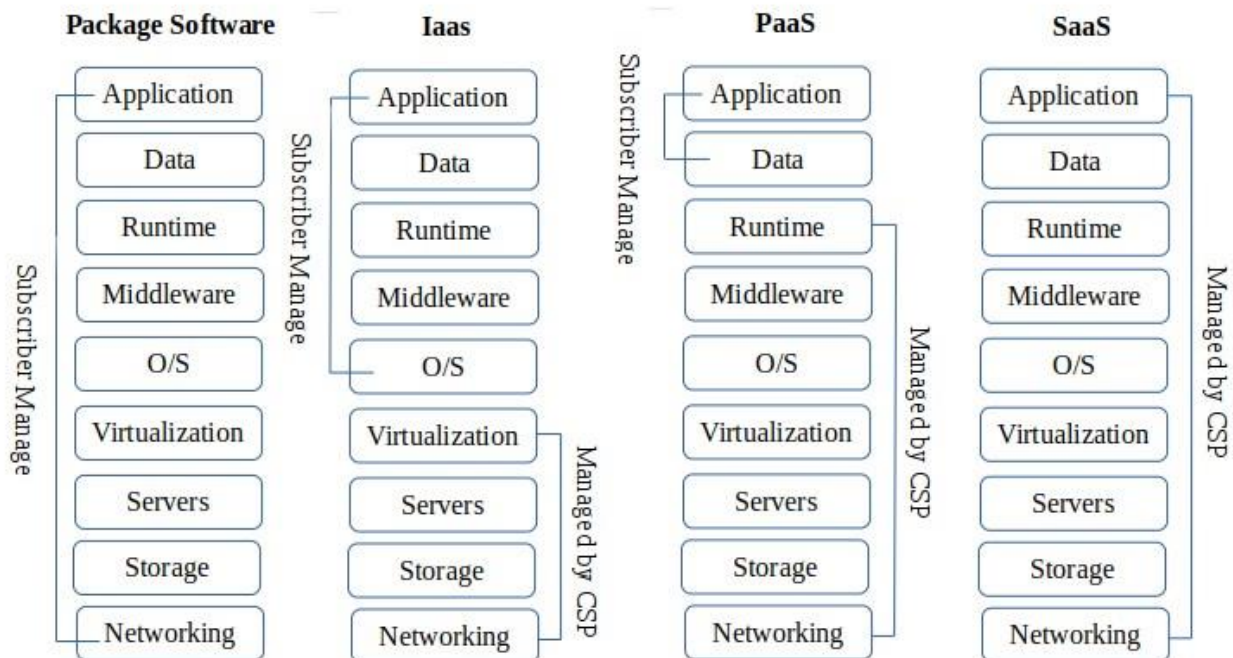 Package Software
Subscriber Manage
Application
Data
Runtime
Middleware
O/S
Virtualization
Servers
Storage
Networking
Iaas
Subscriber Manage
Application
Data
Runtime
Middleware
O/S
Virtualization
Servers
Storage
Networking
Managed by CSP
PaaS
Subscriber Manage
Application
Data
Runtime
Middleware
O/S
Virtualization
Servers
Storage
Networking
Managed by CSP
SaaS
Application
Data
Runtime
Middleware
O/S
Virtualization
Servers
Storage
Networking
Managed by CSP